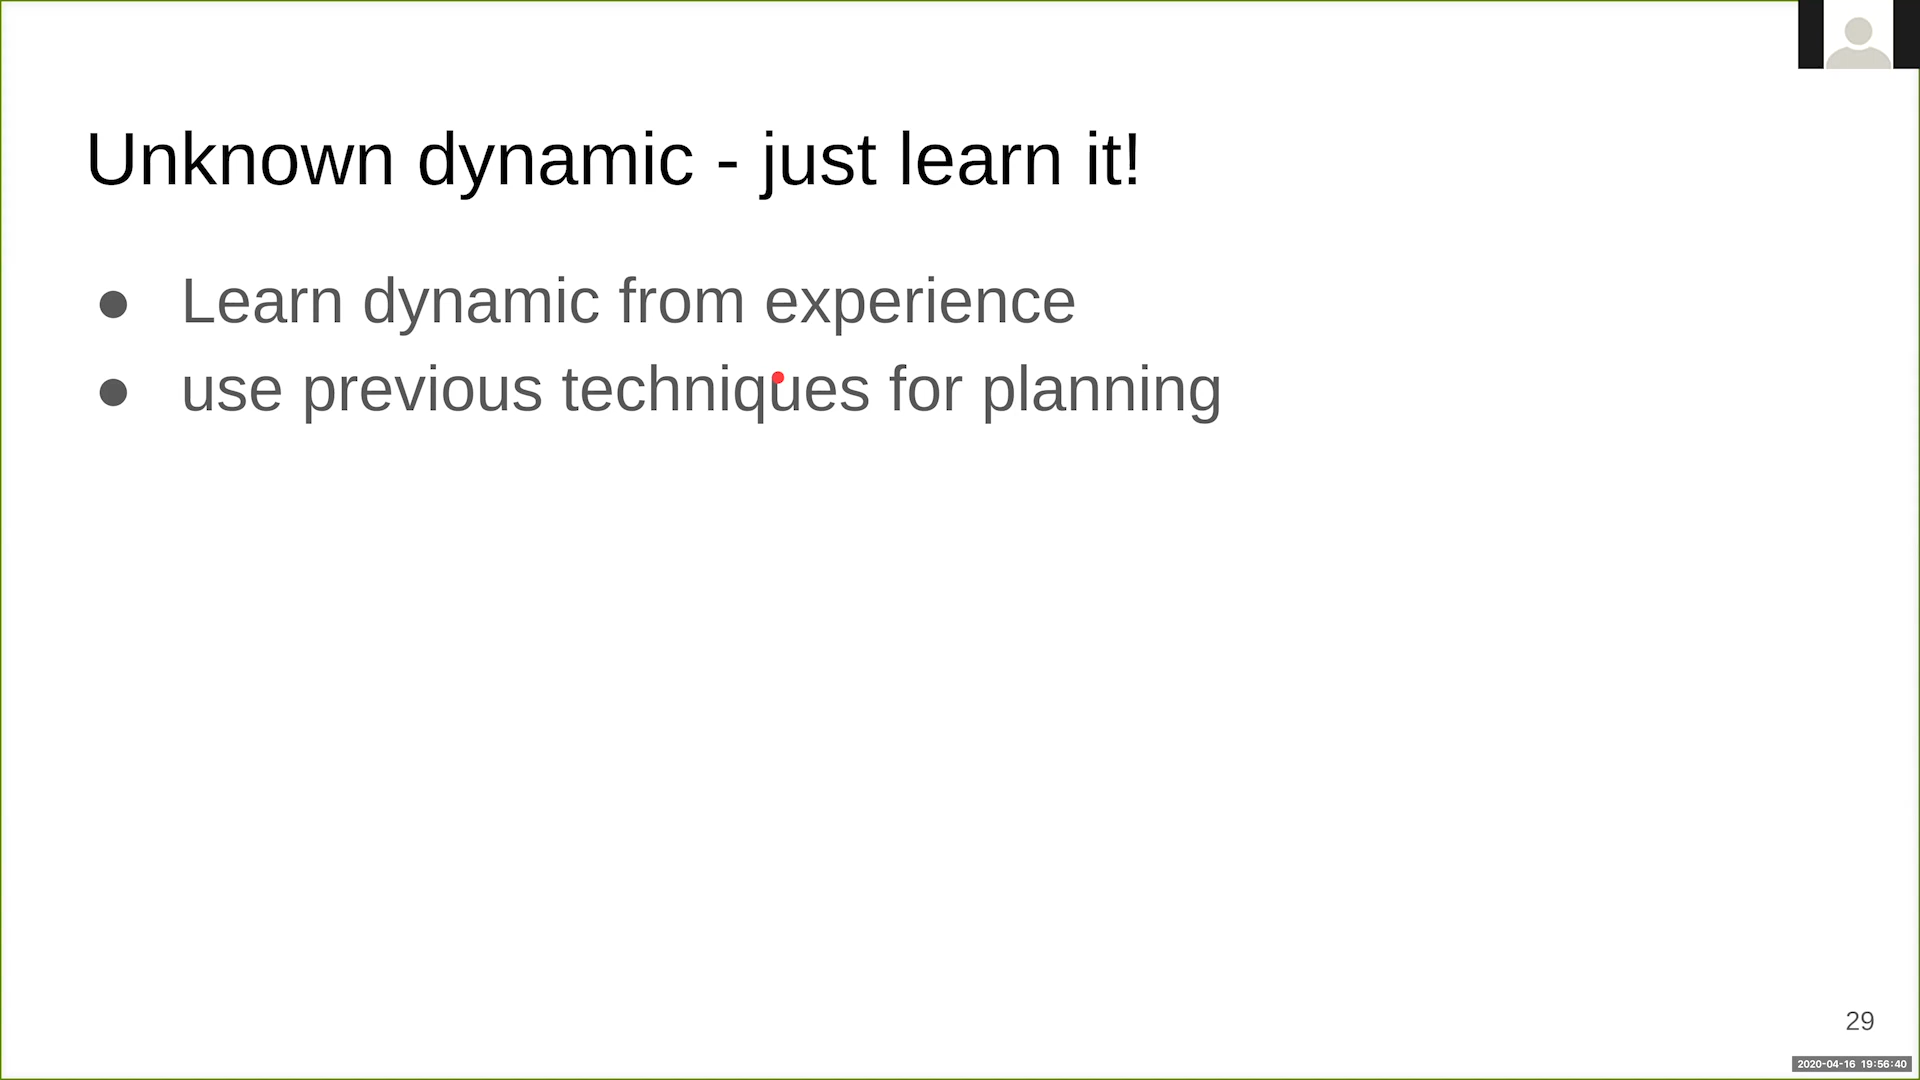 Unknown dynamic - just learn it!
● Learn dynamic from experience
● use previous techniques for planning
29
2020-04-16 19:56:40